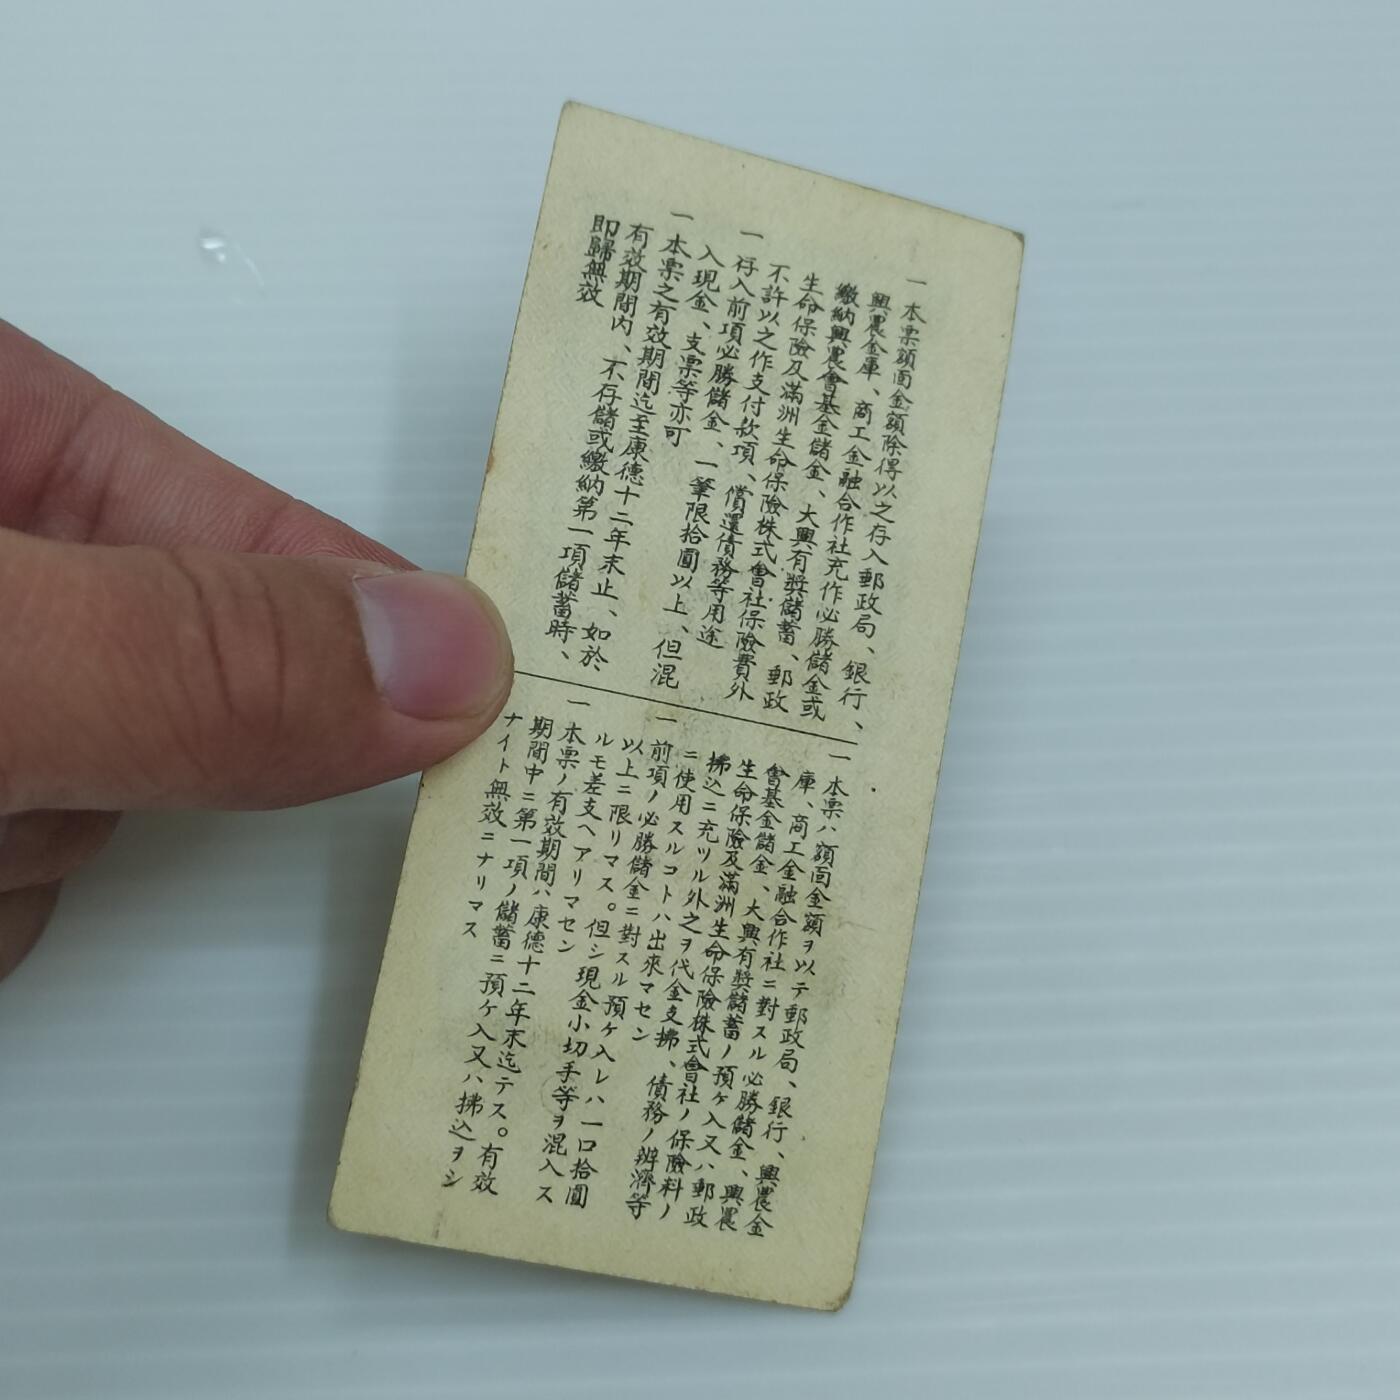 一 本票額面金額除得以之存入郵政局、銀行、
興農金庫、商工金融合作社充作必勝儲金或
繳納興農會基金儲金、大興有獎儲蓄、郵政
生命保險及滿洲生命保險株式會社保險費外
不許以之作支付款項、償還債務等用途
一 存入前項必勝儲金、一筆限拾圓以上、但混
入現金、支票等亦可
一 本票之有效期間迄至康德十二年末止、如於
有效期間內、不存儲或繳納第一項儲蓄時、
即歸無效
一 本票ハ額面金額ヲ以テ郵政局、銀行、興農金
庫、商工金融合作社ニ對スル必勝儲金、興農
會基金儲金、大興有獎儲蓄ノ預ケ入又ハ郵政
生命保險及滿洲生命保險株式會社ノ保險料ノ
拂込ニ充ツル外之ヲ代金支拂、債務ノ辨濟等
ニ使用スルコトハ出來マセン
一 前項ノ必勝儲金ニ對スル預ケ入レハ一口拾圓
以上ニ限リマス。但シ現金小切手等ヲ混入ス
ルモ差支ヘアリマセン
一 本票ノ有效期間ハ康德十二年末迄テス。有效
期間中ニ第一項ノ儲蓄ニ預ケ入又ハ拂込ヲシ
ナイト無效ニナリマス